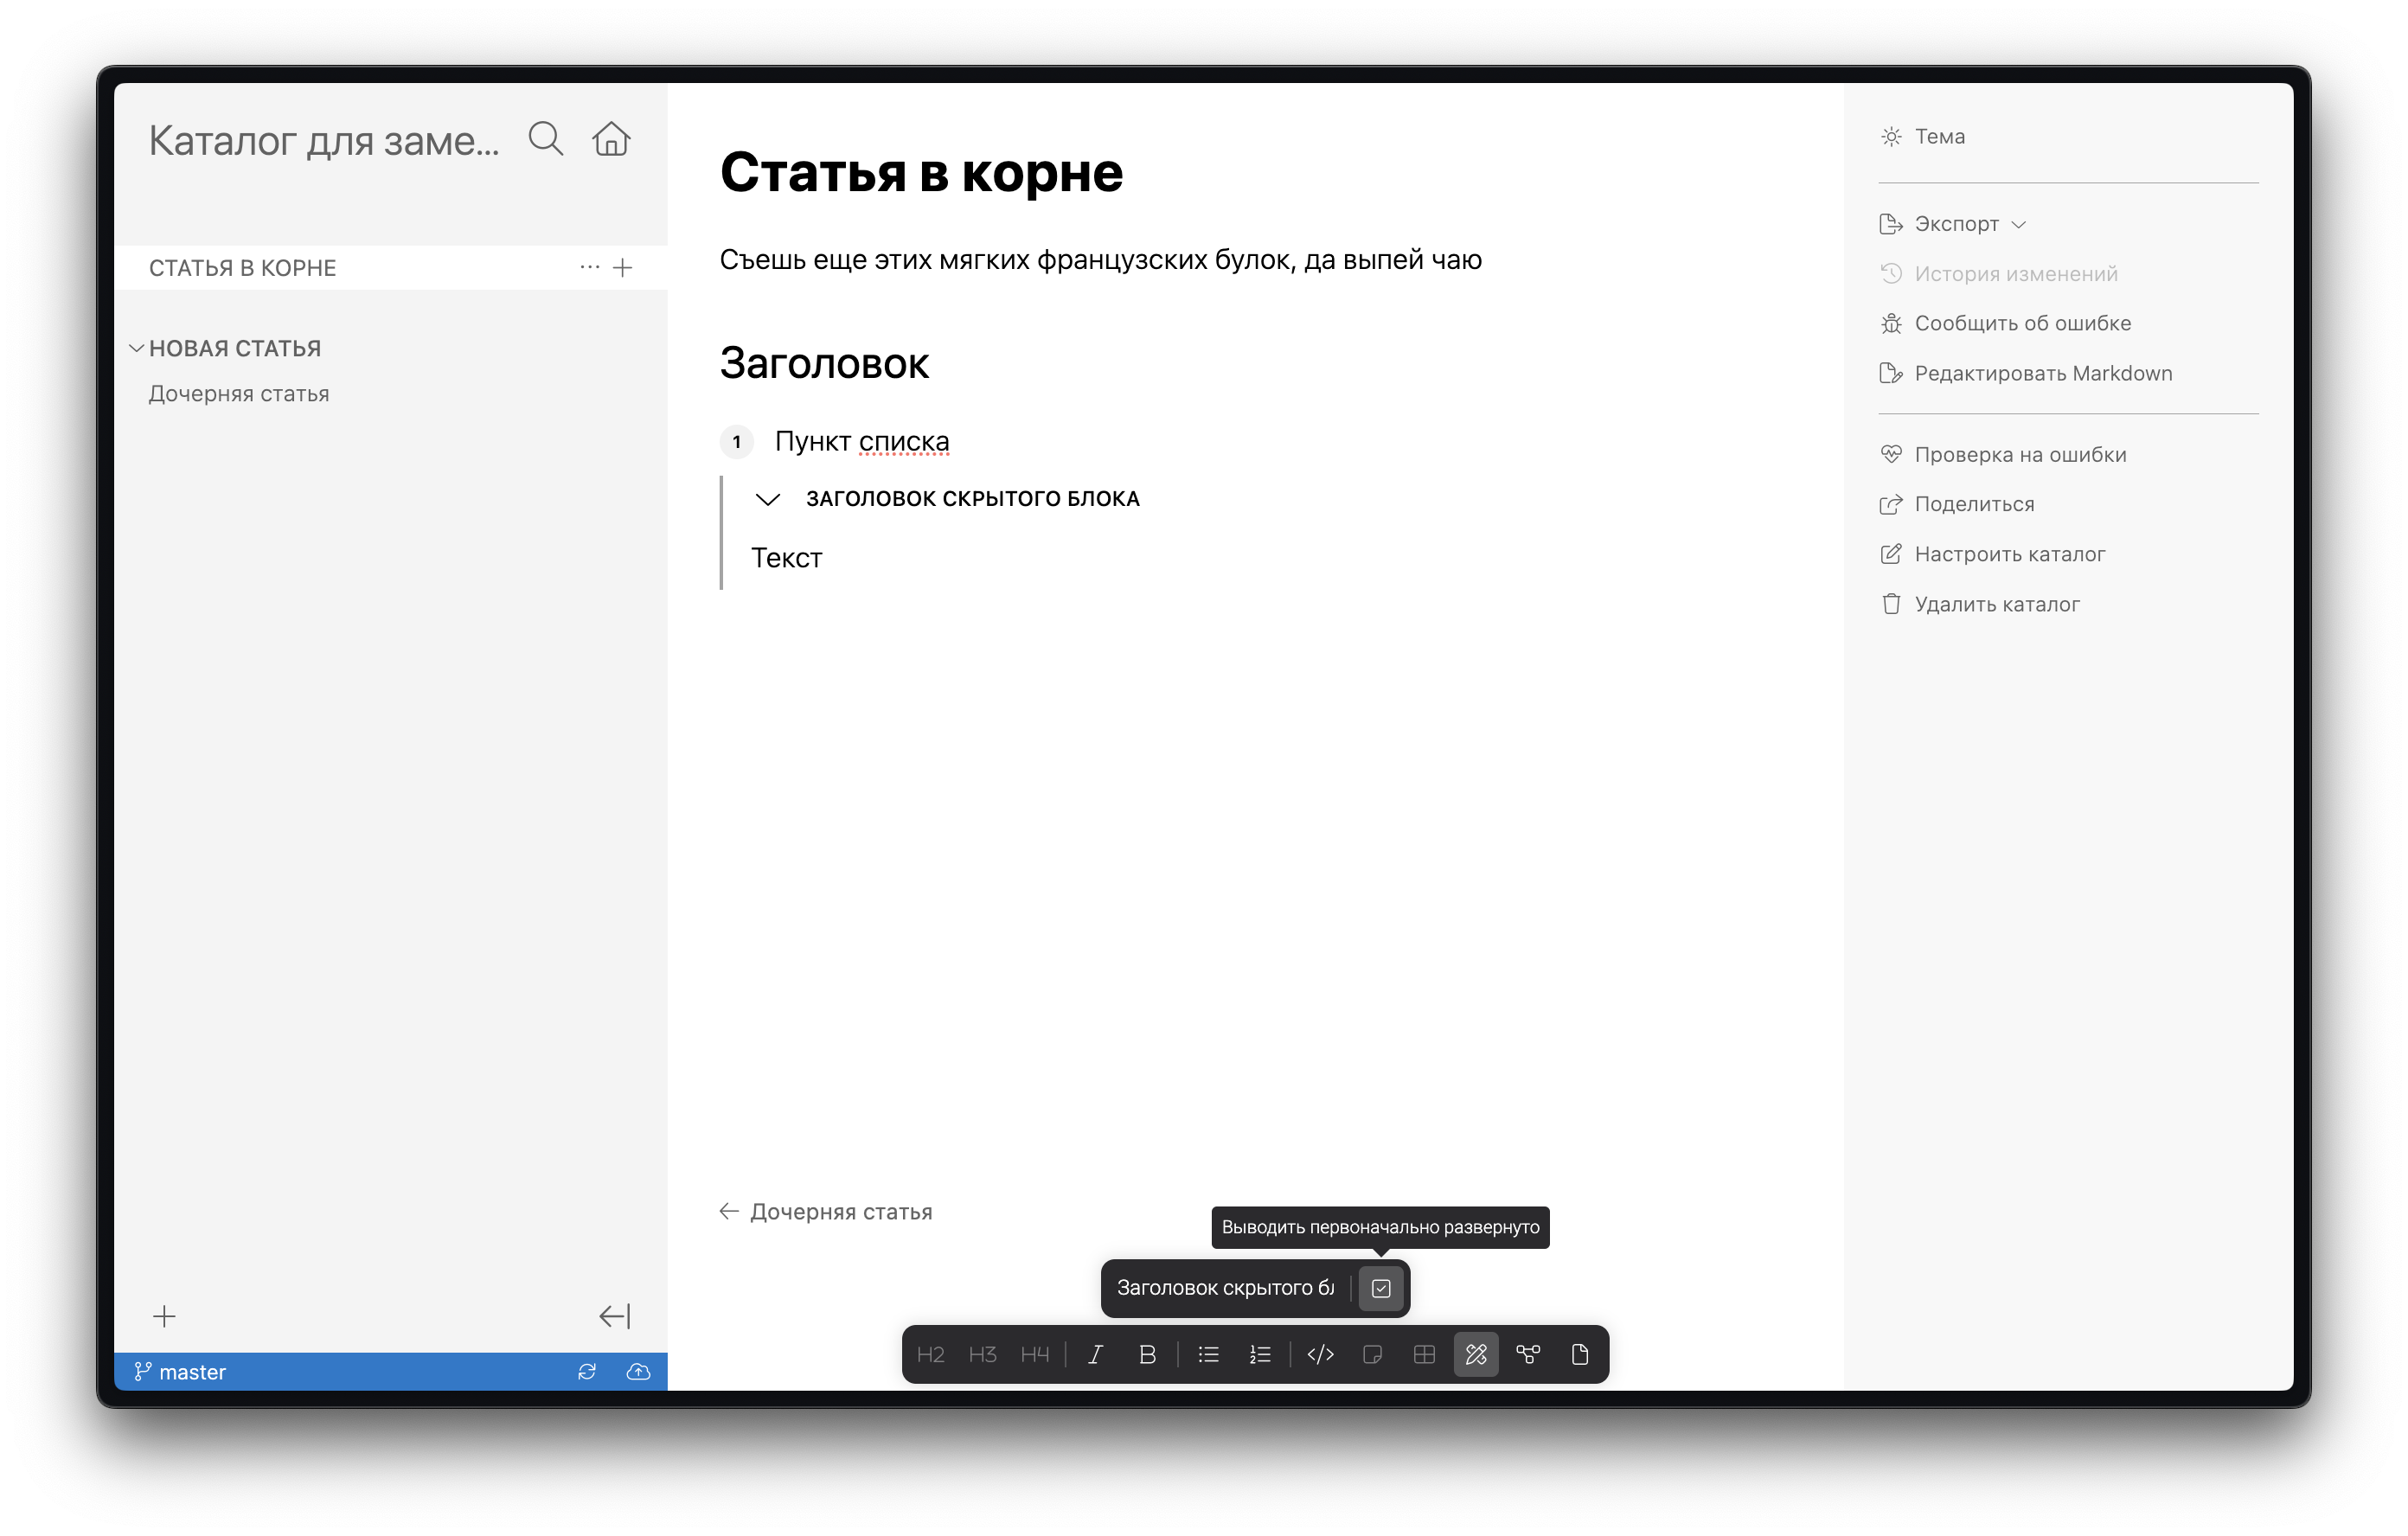 Каталог для заме...
СТАТЬЯ В КОРНЕ
НОВАЯ СТАТЬЯ
Дочерняя статья
master
Статья в корне
Съешь еще этих мягких французских булок, да выпей чаю
Заголовок
1 Пункт списка
ЗАГОЛОВОК СКРЫТОГО БЛОКА
Текст
Дочерняя статья
Выводить первоначально развернуто
Заголовок скрытого бл
H2 H3 H4 I B
Тема
Экспорт
История изменений
Сообщить об ошибке
Редактировать Markdown
Проверка на ошибки
Поделиться
Настроить каталог
Удалить каталог